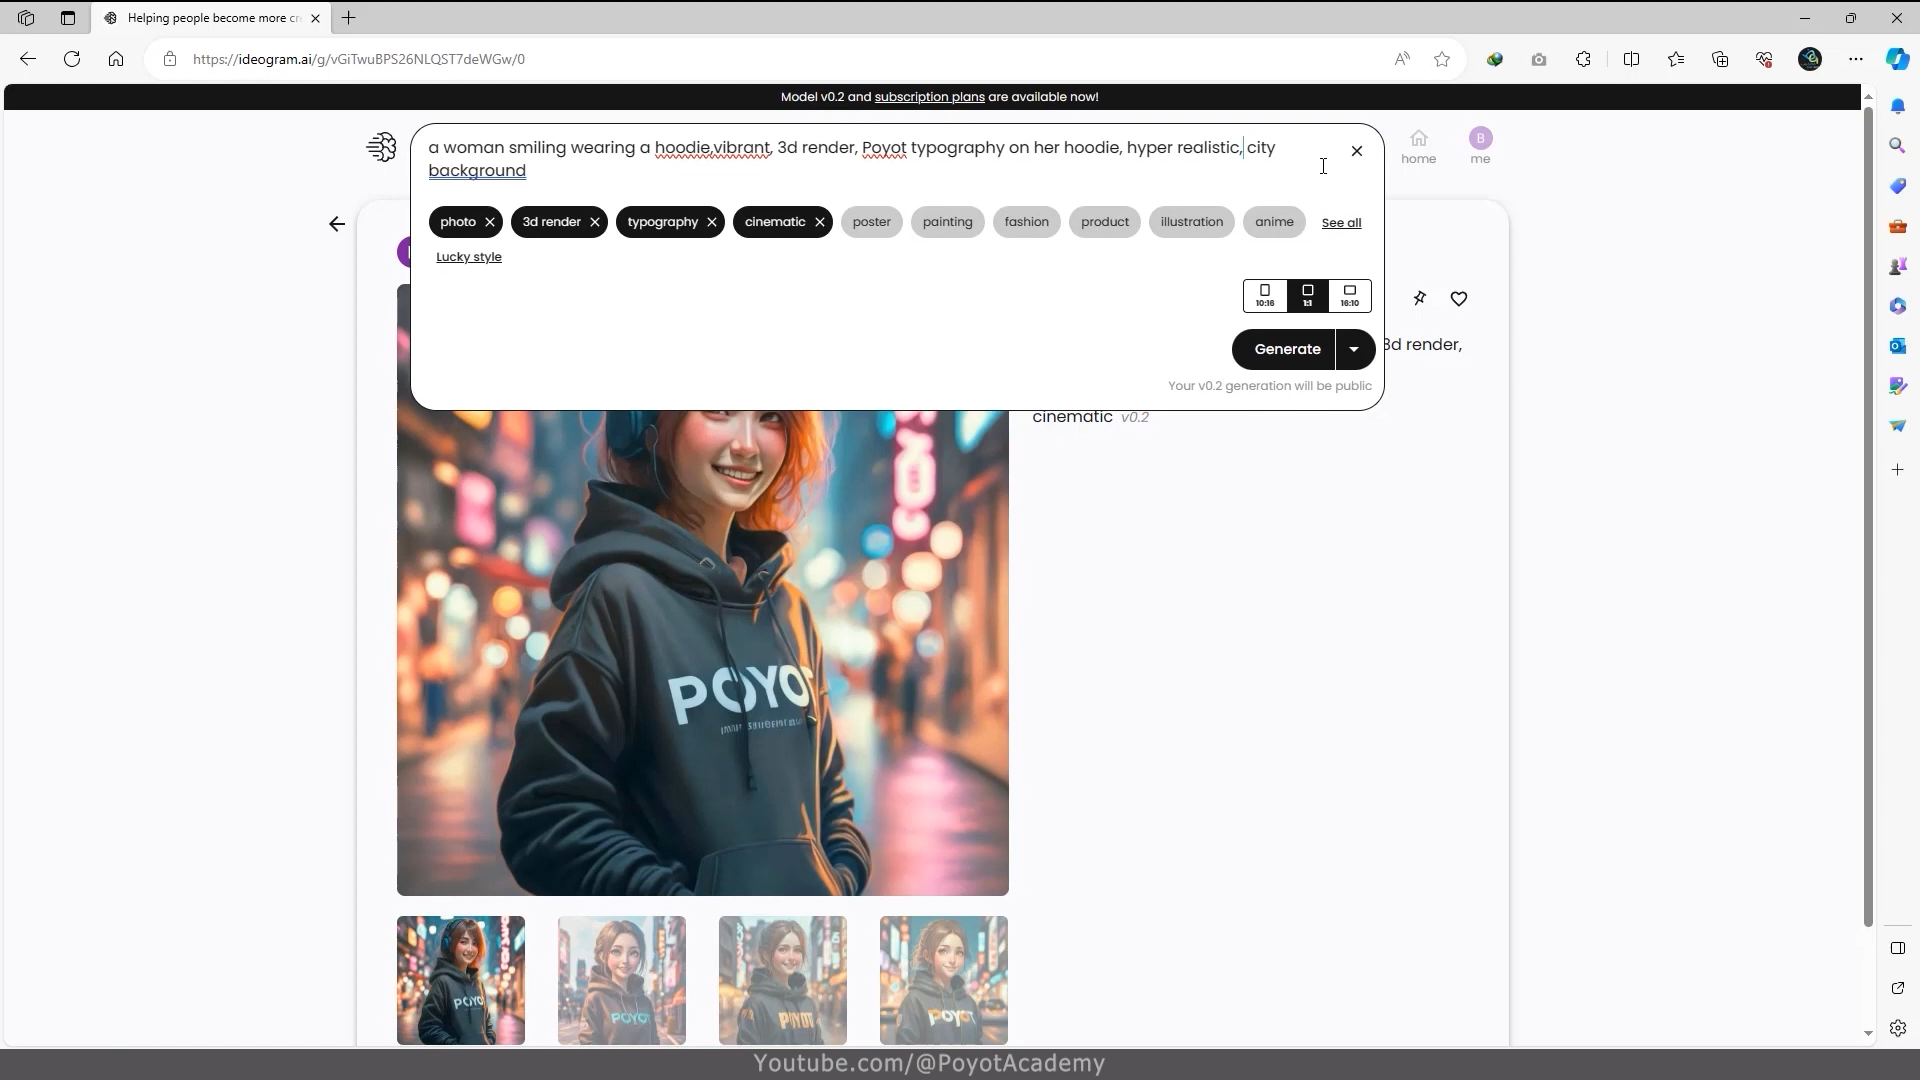 Helping people become more cr
https://ideogram.ai/g/vGiTwuBPS26NLQST7deWGw/0
Model v0.2 and subscription plans are available now!
a woman smiling wearing a hoodie,vibrant, 3d render, Poyot typography on her hoodie, hyper realistic, city
background
home
B
me
photo
3d render
typography
cinematic
poster
painting
fashion
product
illustration
anime
See all
Lucky style
10:16
1:1
16:10
Generate
3d render,
Your v0.2 generation will be public
cinematic v0.2
POYOT
POYOT
POYOT
POYOT
Youtube.com/@PoyotAcademy